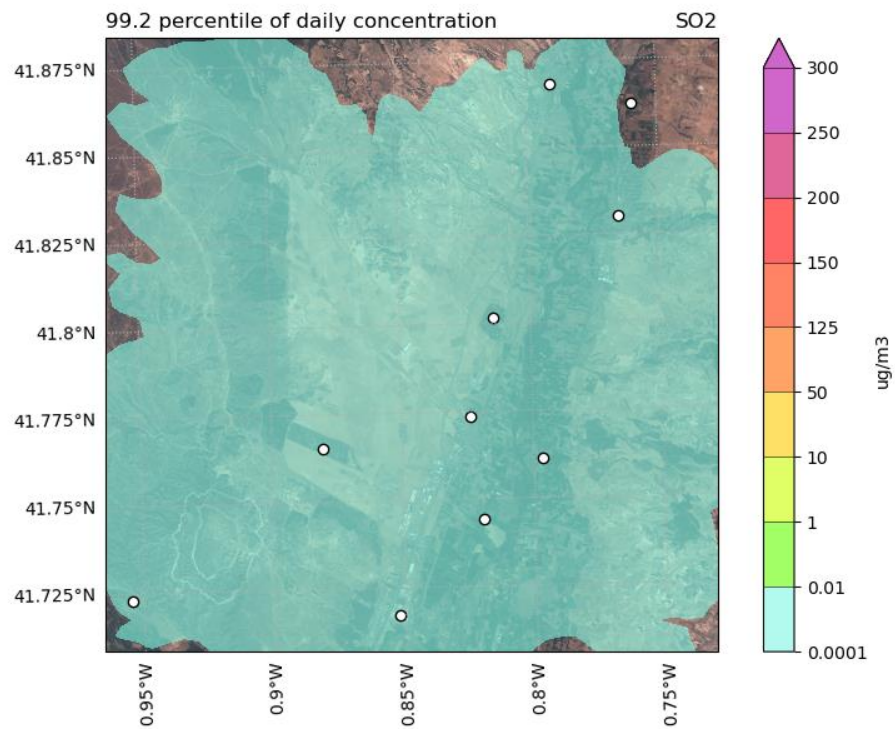 99.2 percentile of daily concentration SO2
41.875°N
41.85°N
41.825°N
41.8°N
41.775°N
41.75°N
41.725°N
0.95°W
0.9°W
0.85°W
0.8°W
0.75°W
300
250
200
150
125
50
10
1
0.01
0.0001
ug/m3